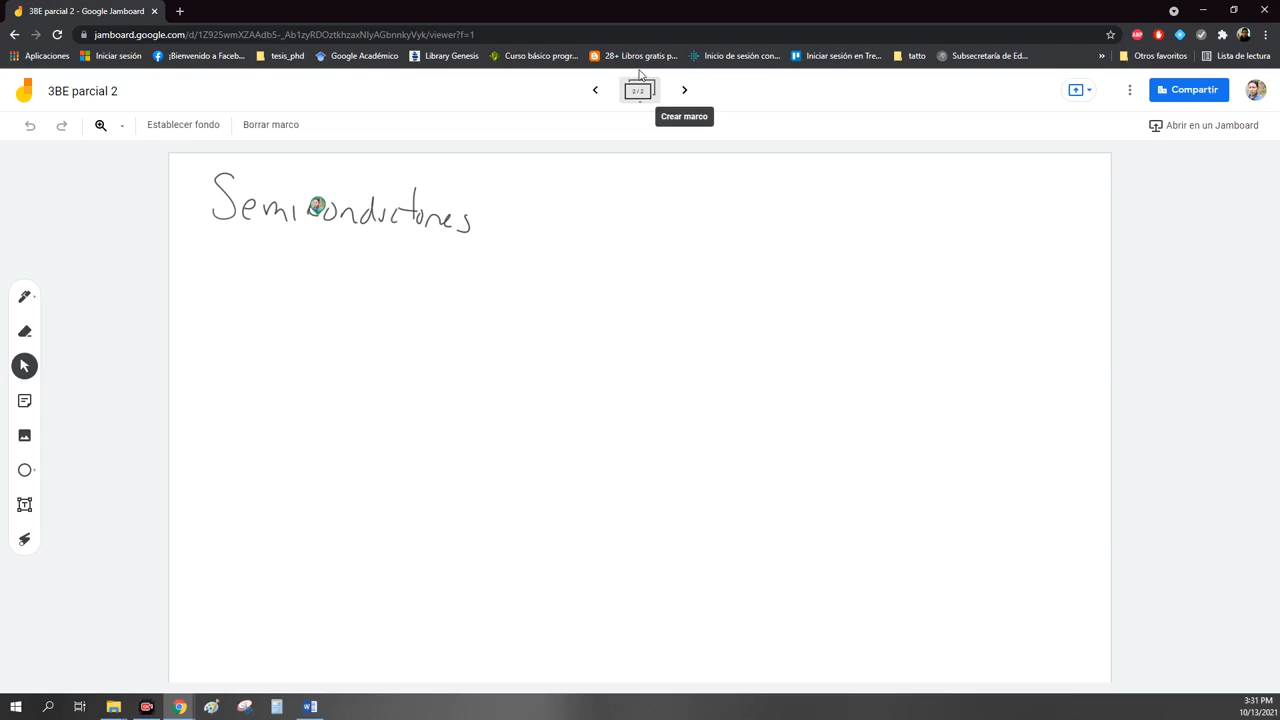 3BE parcial 2 - Google Jamboard
jamboard.google.com/d/1Z925wmXZAAdb5-_Ab1zyRDOztkhzaxNIyAGbnnkyVyk/viewer?f=1
Aplicaciones Iniciar sesión ¡Bienvenido a Faceb... tesis_phd Google Académico Library Genesis Curso básico progr... 28+ Libros gratis p... Inicio de sesión con... Iniciar sesión en Tre... tatto Subsecretaría de Ed... » Otros favoritos Lista de lectura
3BE parcial 2
2 / 2
Compartir
Crear marco
Establecer fondo Borrar marco Abrir en un Jamboard
Semiconductores
3:31 PM
10/13/2021